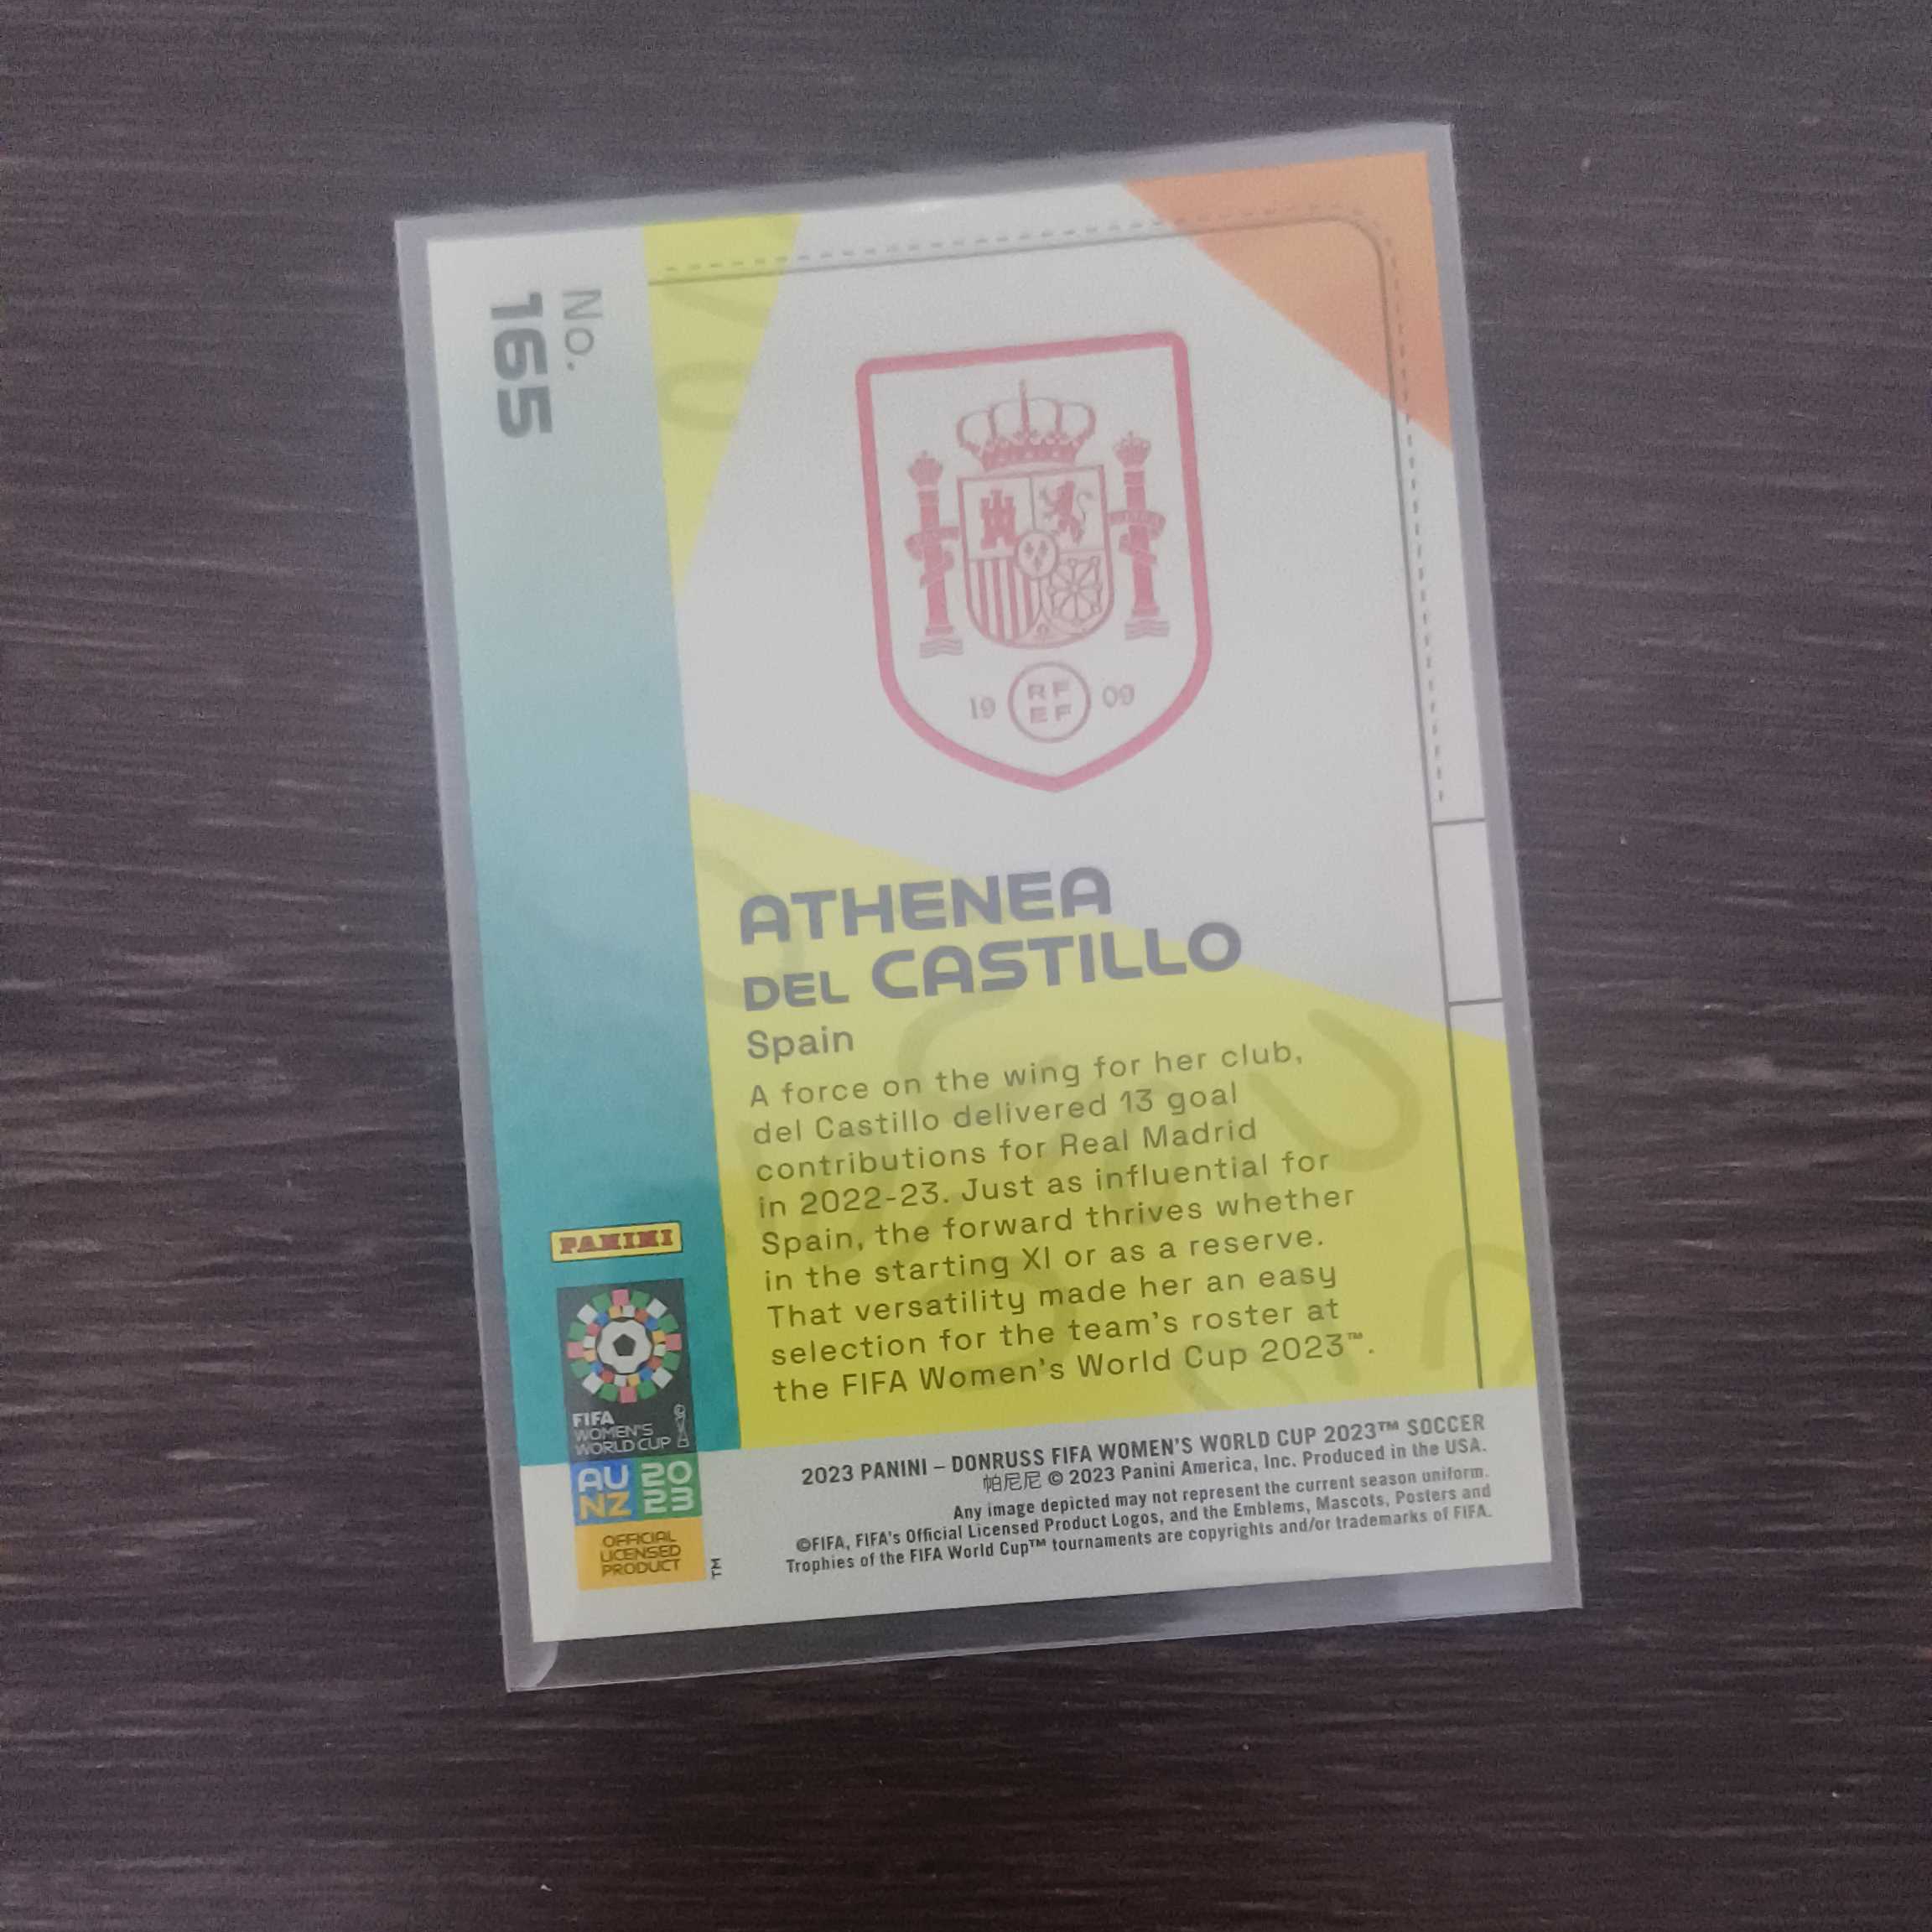 No.
165
19 RF 09
EF
ATHENEA
DEL CASTILLO
Spain
A force on the wing for her club,
del Castillo delivered 13 goal
contributions for Real Madrid
in 2022-23. Just as influential for
Spain, the forward thrives whether
in the starting XI or as a reserve.
That versatility made her an easy
selection for the team's roster at
the FIFA Women's World Cup 2023™.
PANINI
FIFA
WOMEN'S
WORLD CUP
AU 20
NZ 23
OFFICIAL
LICENSED
PRODUCT
TM
2023 PANINI – DONRUSS FIFA WOMEN'S WORLD CUP 2023™ SOCCER
帕尼尼 © 2023 Panini America, Inc. Produced in the USA.
Any image depicted may not represent the current season uniform.
©FIFA, FIFA's Official Licensed Product Logos, and the Emblems, Mascots, Posters and
Trophies of the FIFA World Cup™ tournaments are copyrights and/or trademarks of FIFA.